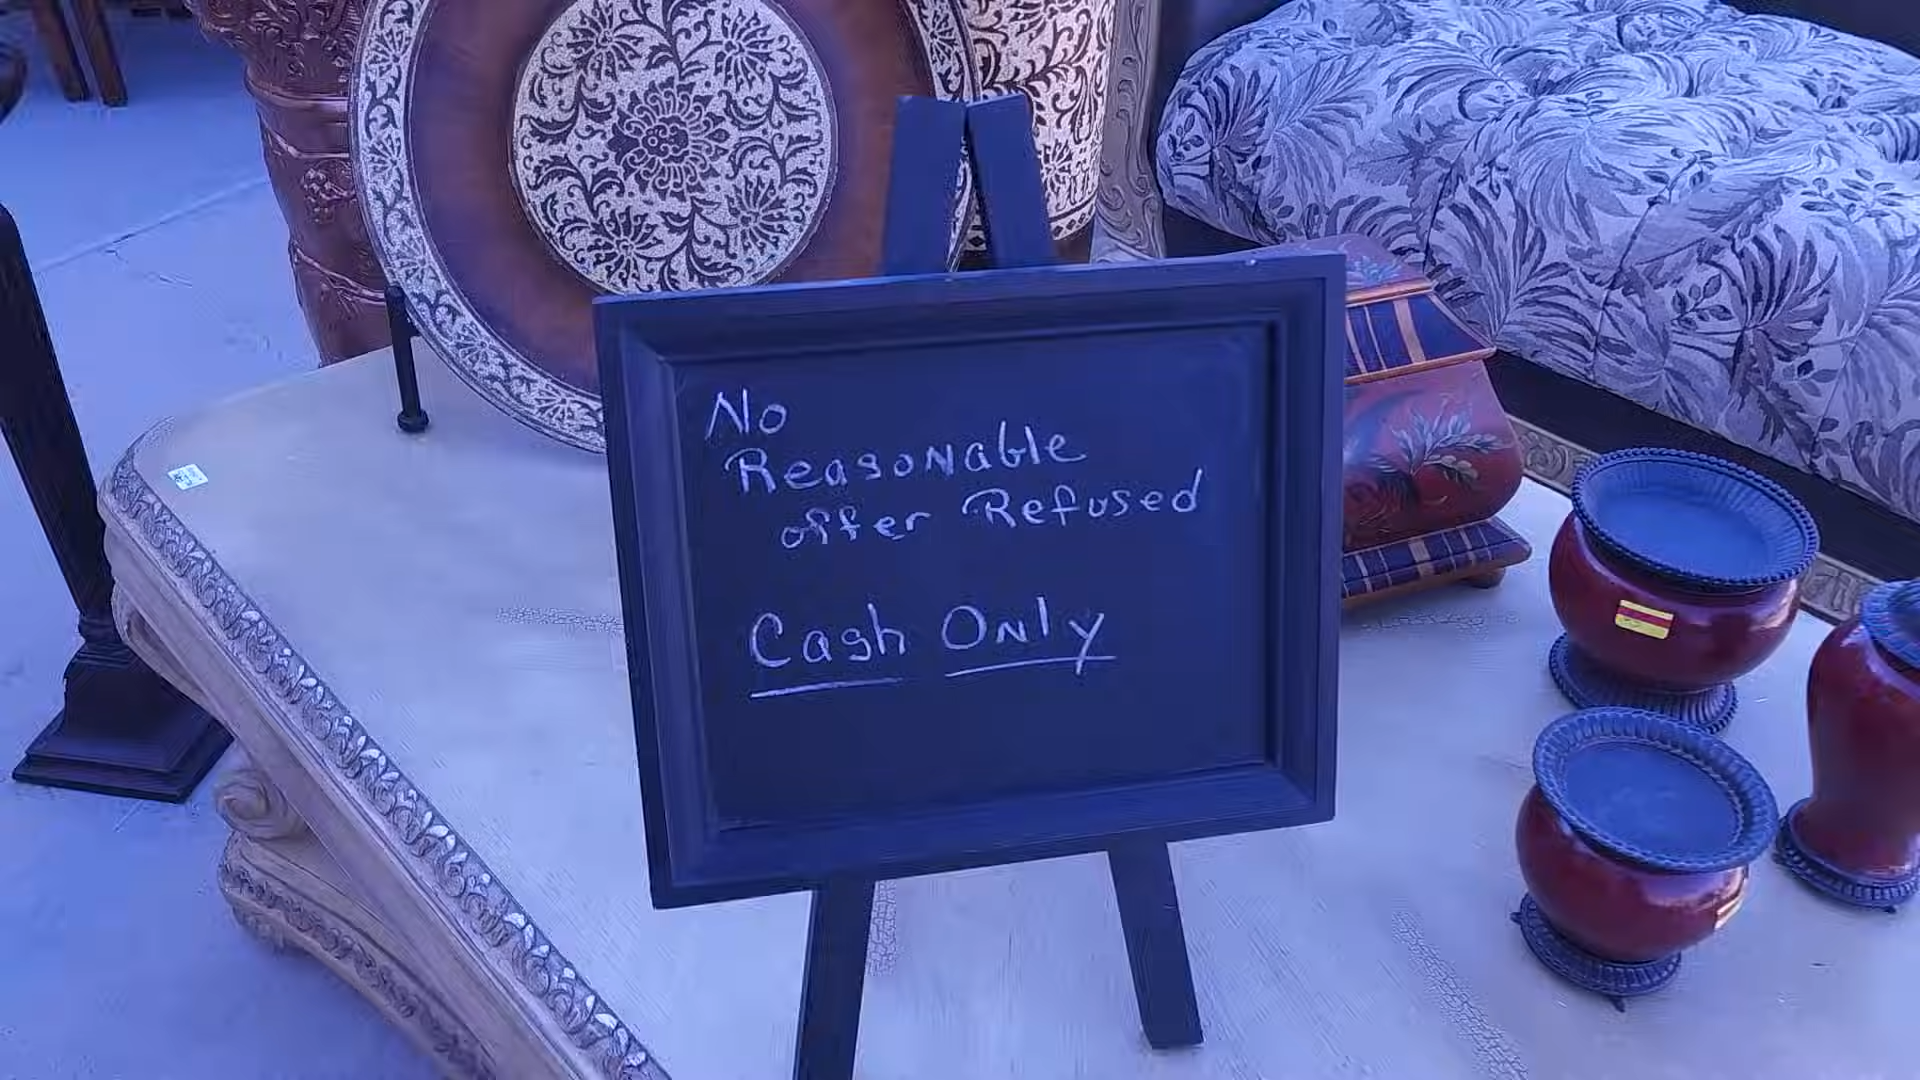 No
Reasonable
offer Refused
Cash Only